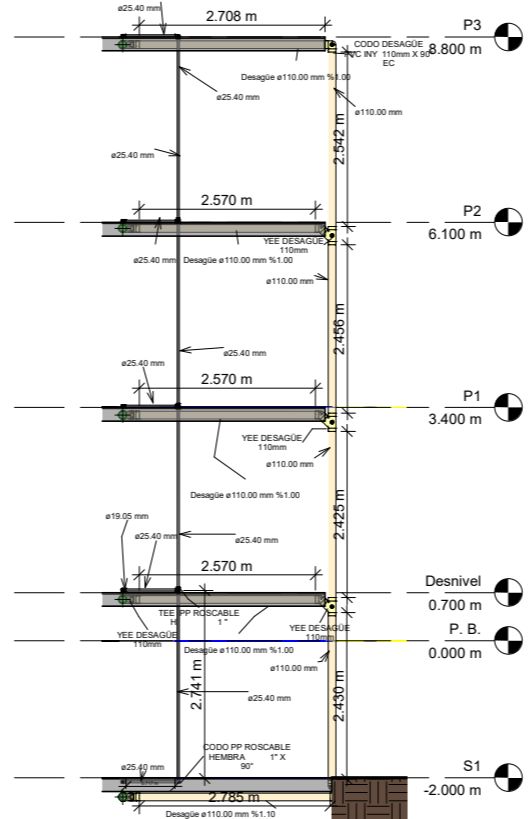 ø25.40 mm
2.708 m
P3
CODO DESAGÜE
8.800 m
PVC INY 110mm X 90°
EC
Desagüe ø110.00 mm %1.00
ø25.40 mm
ø110.00 mm
2.542 m
ø25.40 mm
2.570 m
P2
6.100 m
YEE DESAGÜE
110mm
ø25.40 mm
Desagüe ø110.00 mm %1.00
ø110.00 mm
2.456 m
ø25.40 mm
ø25.40 mm
2.570 m
P1
3.400 m
YEE DESAGÜE
110mm
ø110.00 mm
Desagüe ø110.00 mm %1.00
2.425 m
ø19.05 mm
ø25.40 mm
ø25.40 mm
2.570 m
Desnivel
0.700 m
TEE PP ROSCABLE
H 1 "
YEE DESAGÜE
110mm
YEE DESAGÜE
110mm
P. B.
0.000 m
Desagüe ø110.00 mm %1.00
ø110.00 mm
2.741 m
ø25.40 mm
2.430 m
CODO PP ROSCABLE
HEMBRA 1" X
90°
ø25.40 mm
S1
-2.000 m
2.785 m
Desagüe ø110.00 mm %1.10